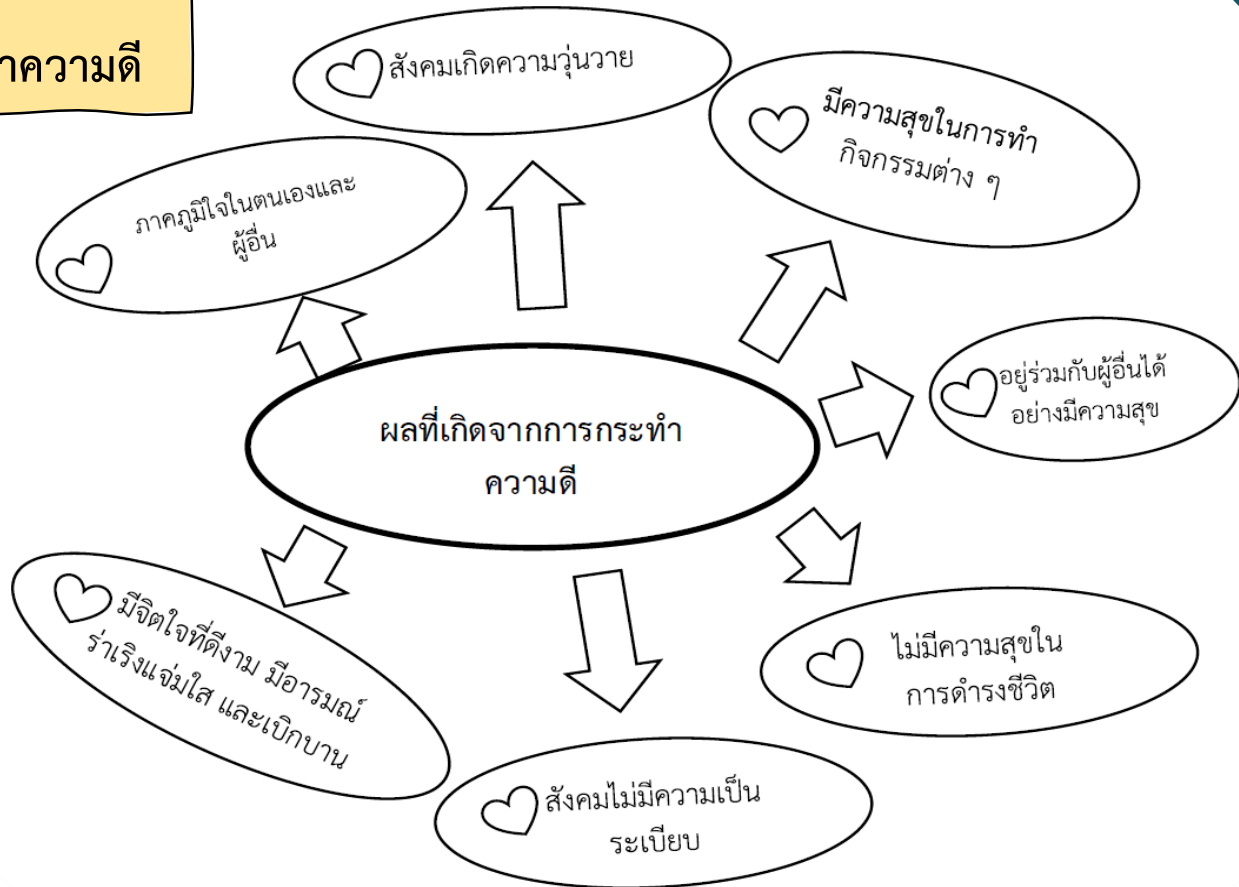 าความดี
สังคมเกิดความวุ่นวาย
มีความสุขในการทำ
กิจกรรมต่าง ๆ
ภาคภูมิใจในตนเองและ
ผู้อื่น
อยู่ร่วมกับผู้อื่นได้
อย่างมีความสุข
ผลที่เกิดจากการกระทำ
ความดี
มีจิตใจที่ดีงาม มีอารมณ์
ร่าเริงแจ่มใส และเบิกบาน
ไม่มีความสุขใน
การดำรงชีวิต
สังคมไม่มีความเป็น
ระเบียบ